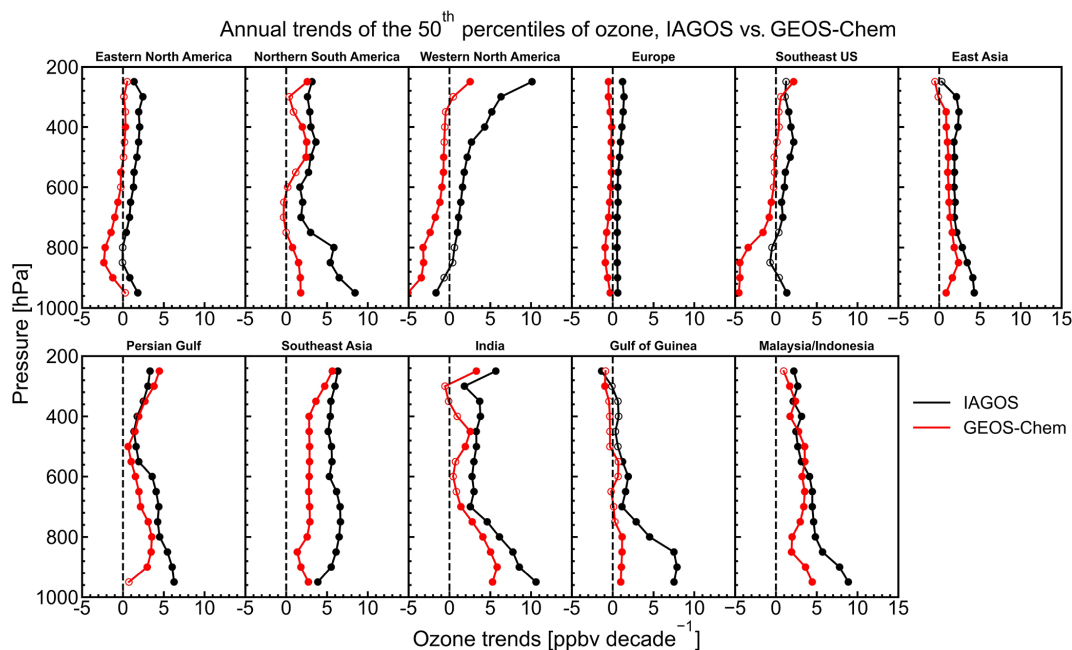 Annual trends of the 50th percentiles of ozone, IAGOS vs. GEOS-Chem
Eastern North America Northern South America Western North America Europe Southeast US East Asia
200
400
600
800
1000
-5 0 5 10 -5 0 5 10 -5 0 5 10 -5 0 5 10 -5 0 5 10 -5 0 5 10 15
Persian Gulf Southeast Asia India Gulf of Guinea Malaysia/Indonesia
200
400
600
800
1000
-5 0 5 10 -5 0 5 10 -5 0 5 10 -5 0 5 10 -5 0 5 10 15
Pressure [hPa]
IAGOS
GEOS-Chem
Ozone trends [ppbv decade−1]